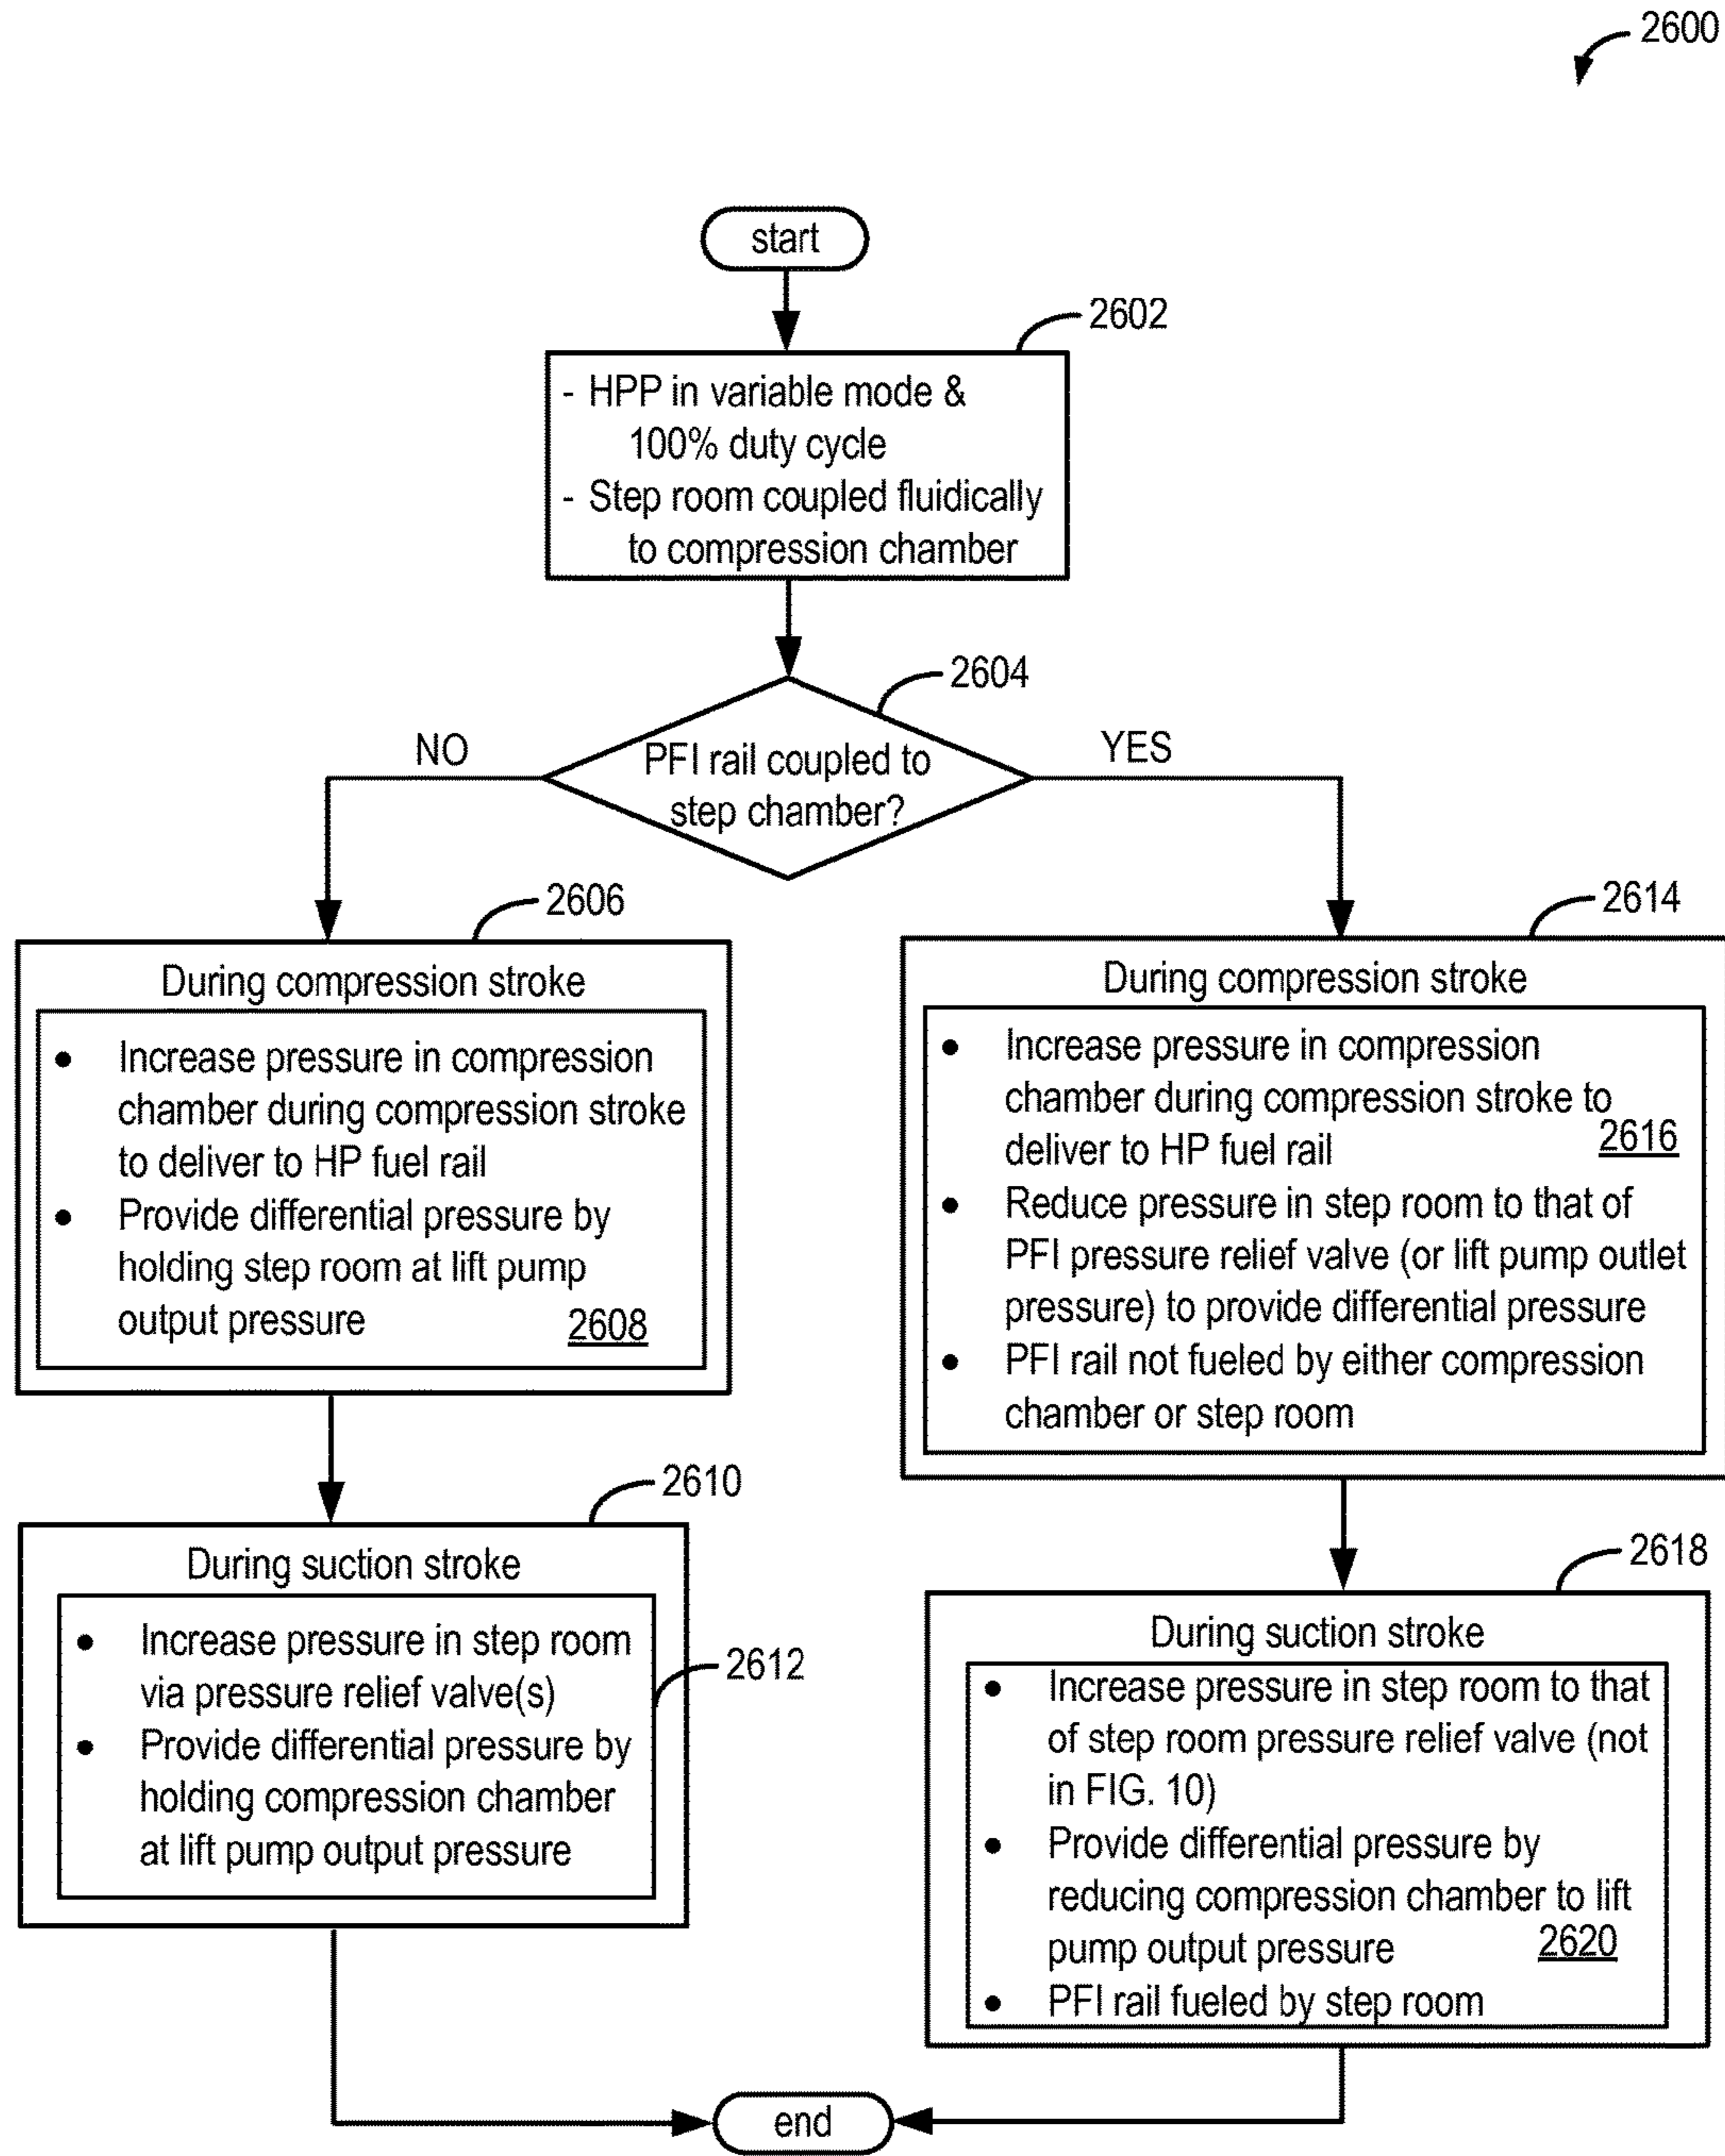 2600
start
2602
- HPP in variable mode &
100% duty cycle
- Step room coupled fluidically
to compression chamber
2604
NO
PFI rail coupled to
step chamber?
YES
2606
During compression stroke
● Increase pressure in compression
chamber during compression stroke
to deliver to HP fuel rail
● Provide differential pressure by
holding step room at lift pump
output pressure
2608
2614
During compression stroke
● Increase pressure in compression
chamber during compression stroke to
deliver to HP fuel rail
2616
● Reduce pressure in step room to that of
PFI pressure relief valve (or lift pump outlet
pressure) to provide differential pressure
● PFI rail not fueled by either compression
chamber or step room
2610
During suction stroke
● Increase pressure in step room
via pressure relief valve(s)
2612
● Provide differential pressure by
holding compression chamber
at lift pump output pressure
2618
During suction stroke
● Increase pressure in step room to that
of step room pressure relief valve (not
in FIG. 10)
● Provide differential pressure by
reducing compression chamber to lift
pump output pressure
2620
● PFI rail fueled by step room
end